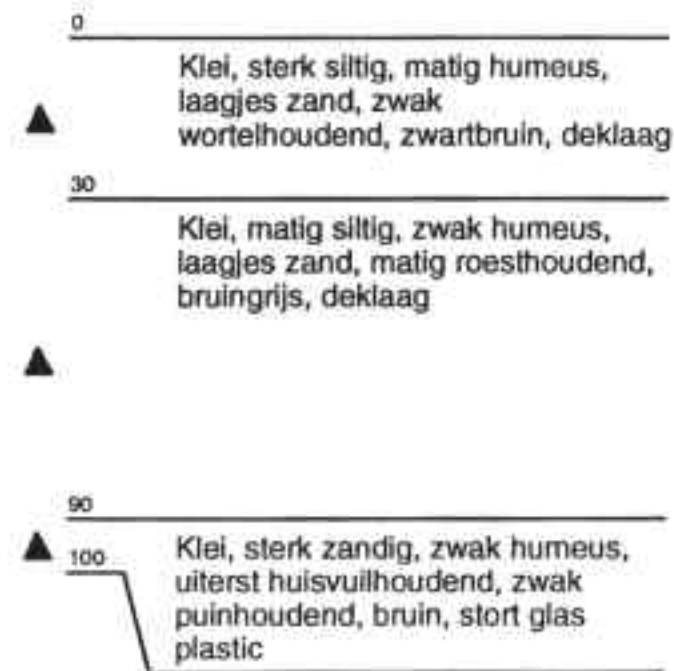 0
Klei, sterk siltig, matig humeus,
laagjes zand, zwak
wortelhoudend, zwartbruin, deklaag
30
Klei, matig siltig, zwak humeus,
laagjes zand, matig roesthoudend,
bruingrijs, deklaag
90
Klei, sterk zandig, zwak humeus,
100
uiterst huisvuilhoudend, zwak
puinhoudend, bruin, stort glas
plastic